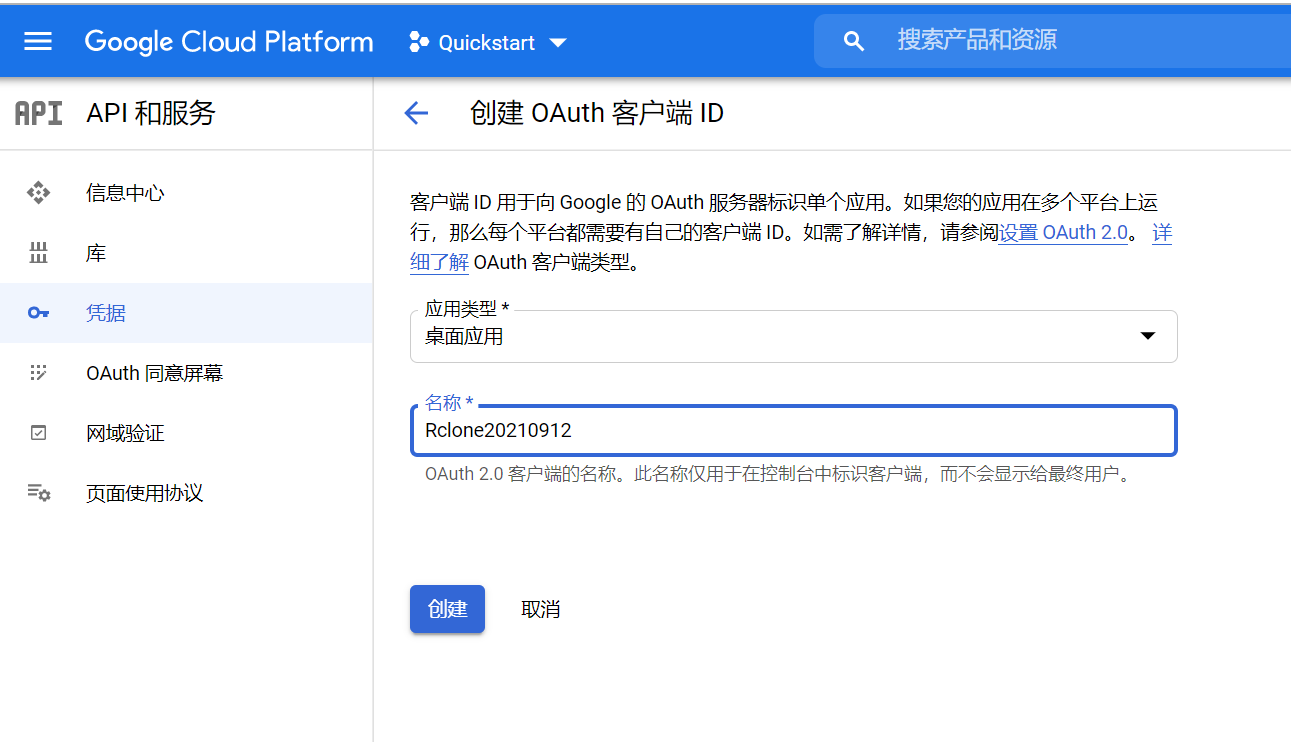 Google Cloud Platform
Quickstart
搜索产品和资源
API
API 和服务
创建 OAuth 客户端 ID
信息中心
库
凭据
OAuth 同意屏幕
网域验证
页面使用协议
客户端 ID 用于向 Google 的 OAuth 服务器标识单个应用。如果您的应用在多个平台上运
行，那么每个平台都需要有自己的客户端 ID。如需了解详情，请参阅设置 OAuth 2.0。 详
细了解 OAuth 客户端类型。
应用类型 *
桌面应用
名称 *
Rclone20210912
OAuth 2.0 客户端的名称。此名称仅用于在控制台中标识客户端，而不会显示给最终用户。
创建
取消